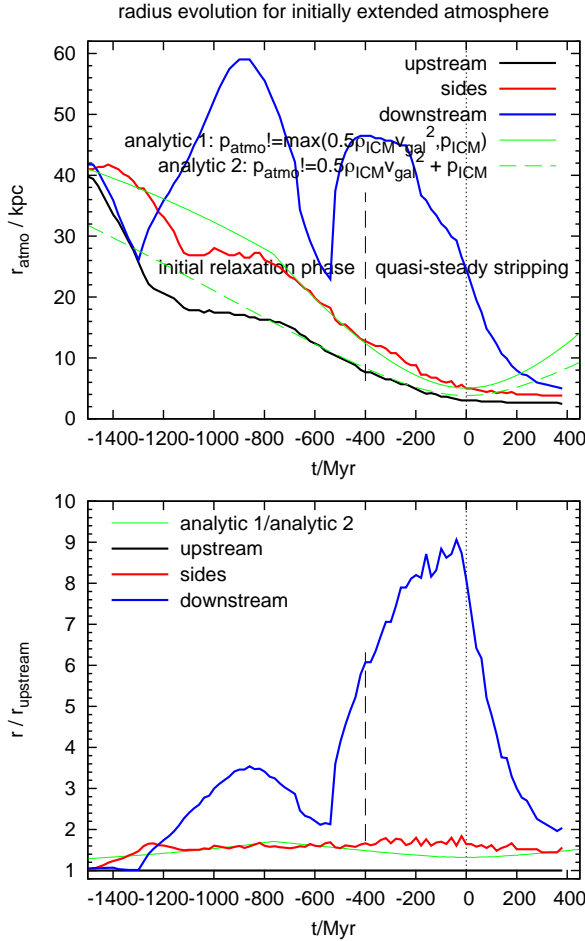 radius evolution for initially extended atmosphere
r_atmo / kpc
60
50
40
30
20
10
0
upstream
sides
downstream
analytic 1: p_atmo!=max(0.5ρ_ICM v_gal^2,p_ICM)
analytic 2: p_atmo!=0.5ρ_ICM v_gal^2 + p_ICM
initial relaxation phase
quasi-steady stripping
-1400 -1200 -1000 -800 -600 -400 -200 0 200 400
t/Myr
r / r_upstream
10
9
8
7
6
5
4
3
2
1
analytic 1/analytic 2
upstream
sides
downstream
-1400 -1200 -1000 -800 -600 -400 -200 0 200 400
t/Myr